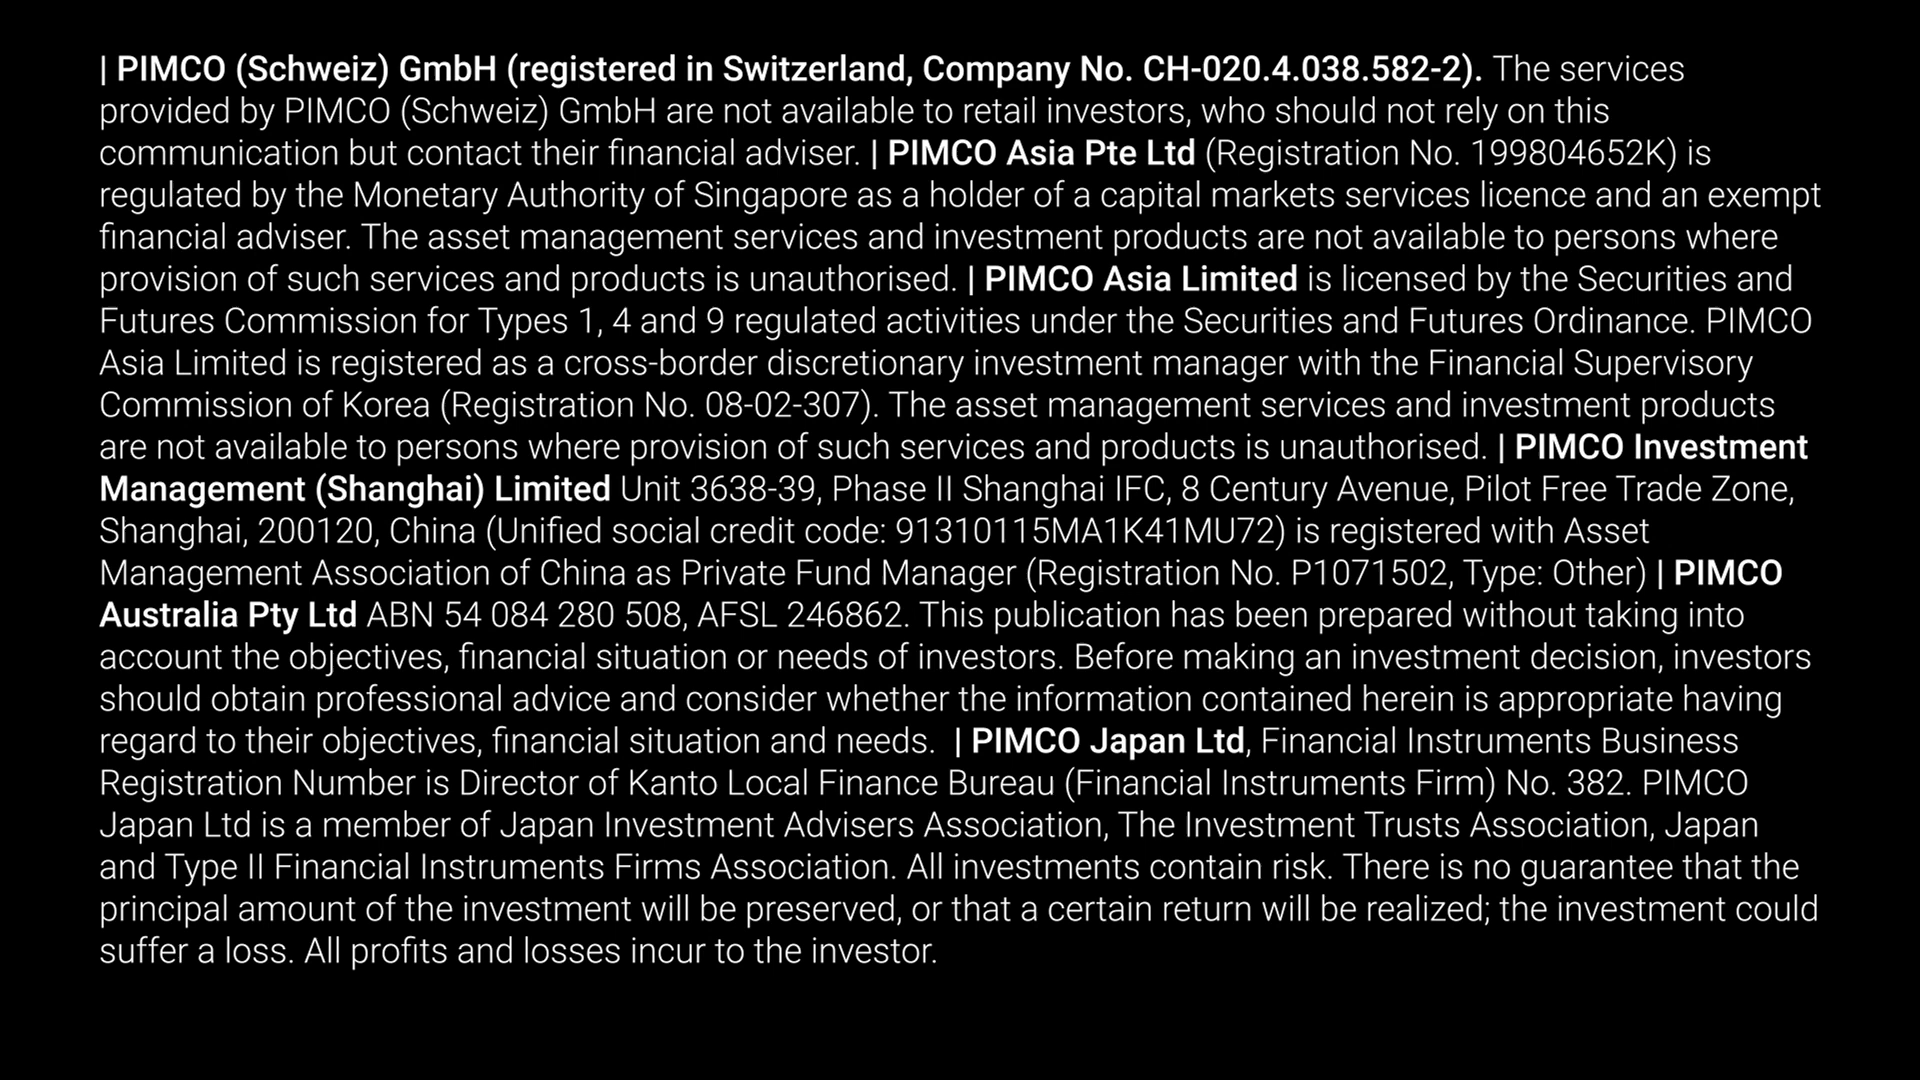 | PIMCO (Schweiz) GmbH (registered in Switzerland, Company No. CH-020.4.038.582-2). The services
provided by PIMCO (Schweiz) GmbH are not available to retail investors, who should not rely on this
communication but contact their financial adviser. | PIMCO Asia Pte Ltd (Registration No. 199804652K) is
regulated by the Monetary Authority of Singapore as a holder of a capital markets services licence and an exempt
financial adviser. The asset management services and investment products are not available to persons where
provision of such services and products is unauthorised. | PIMCO Asia Limited is licensed by the Securities and
Futures Commission for Types 1, 4 and 9 regulated activities under the Securities and Futures Ordinance. PIMCO
Asia Limited is registered as a cross-border discretionary investment manager with the Financial Supervisory
Commission of Korea (Registration No. 08-02-307). The asset management services and investment products
are not available to persons where provision of such services and products is unauthorised. | PIMCO Investment
Management (Shanghai) Limited Unit 3638-39, Phase II Shanghai IFC, 8 Century Avenue, Pilot Free Trade Zone,
Shanghai, 200120, China (Unified social credit code: 91310115MA1K41MU72) is registered with Asset
Management Association of China as Private Fund Manager (Registration No. P1071502, Type: Other) | PIMCO
Australia Pty Ltd ABN 54 084 280 508, AFSL 246862. This publication has been prepared without taking into
account the objectives, financial situation or needs of investors. Before making an investment decision, investors
should obtain professional advice and consider whether the information contained herein is appropriate having
regard to their objectives, financial situation and needs.  | PIMCO Japan Ltd, Financial Instruments Business
Registration Number is Director of Kanto Local Finance Bureau (Financial Instruments Firm) No. 382. PIMCO
Japan Ltd is a member of Japan Investment Advisers Association, The Investment Trusts Association, Japan
and Type II Financial Instruments Firms Association. All investments contain risk. There is no guarantee that the
principal amount of the investment will be preserved, or that a certain return will be realized; the investment could
suffer a loss. All profits and losses incur to the investor.